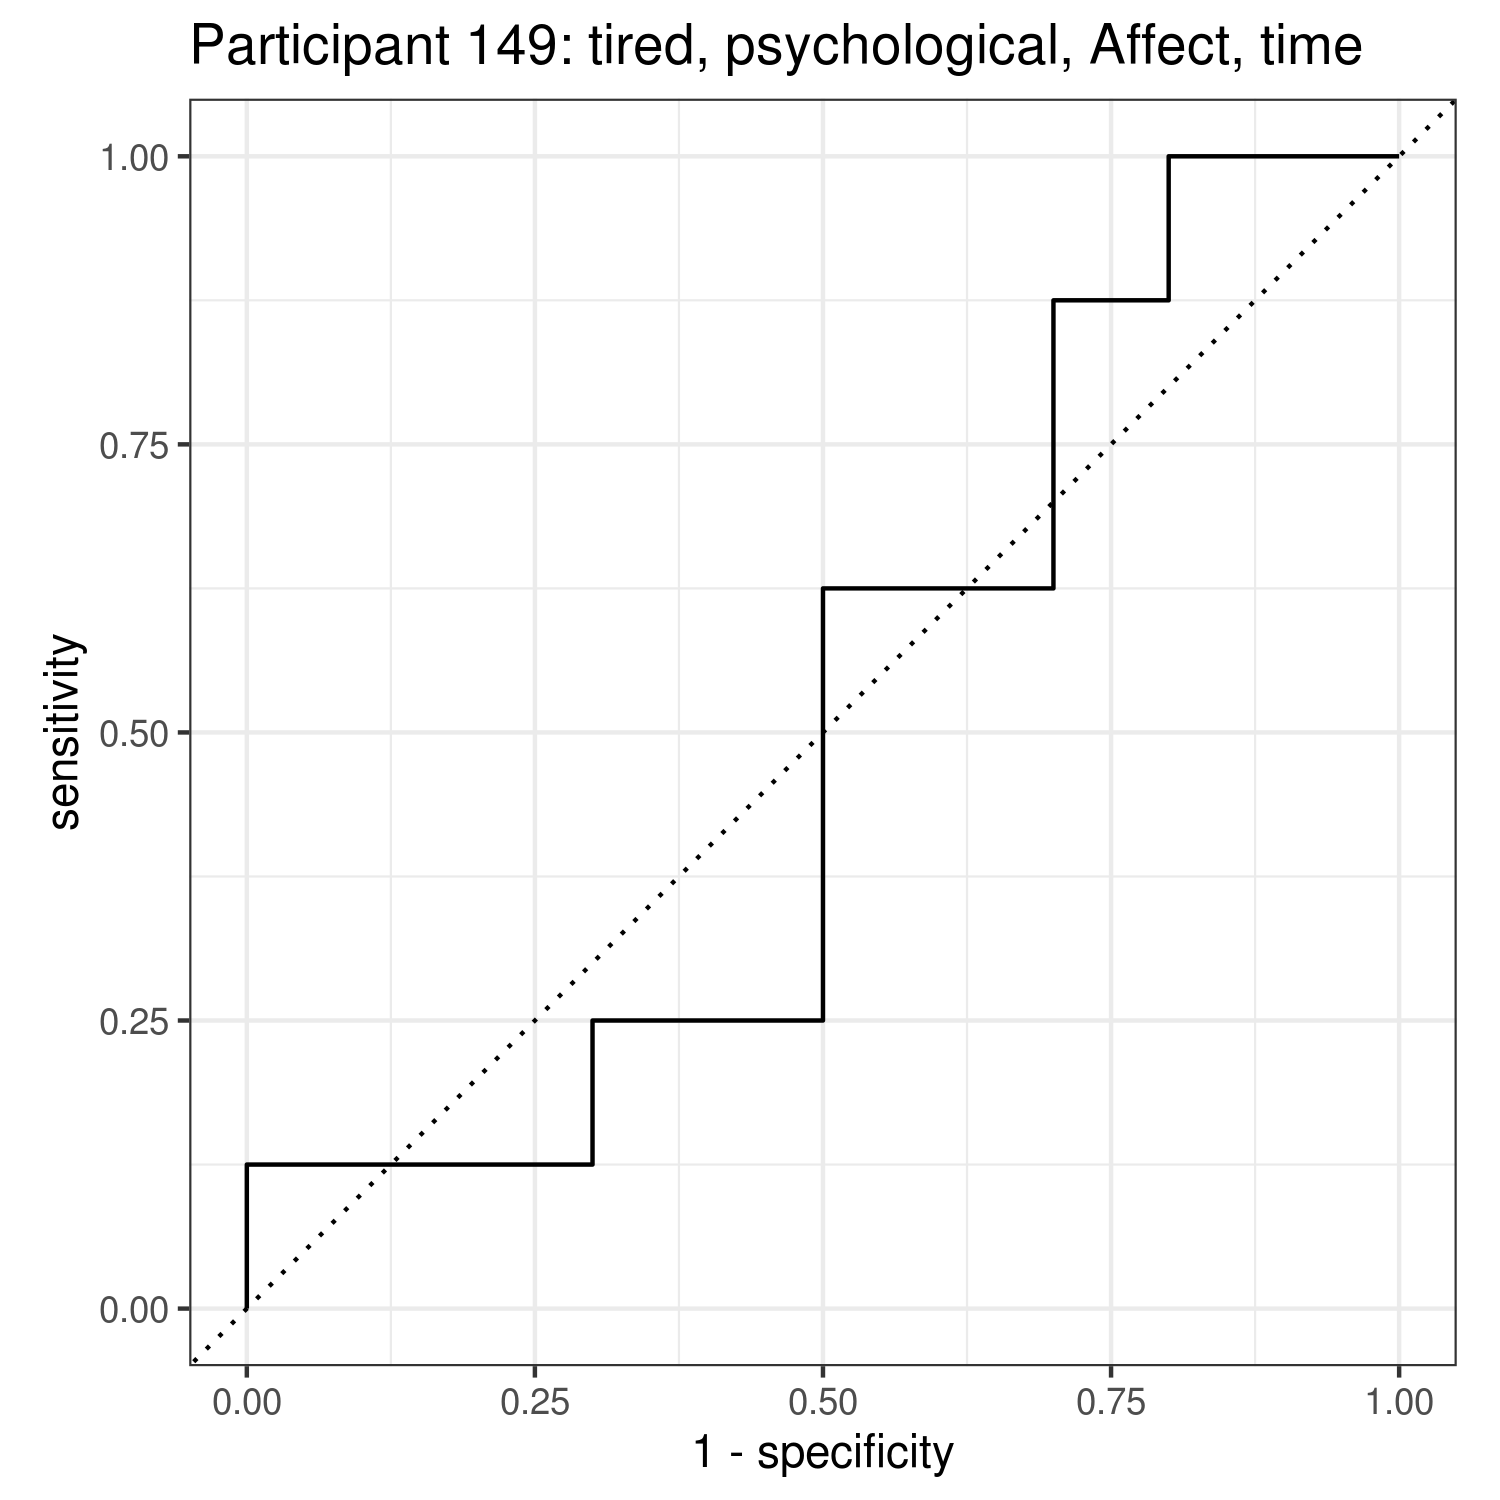 Participant 149: tired, psychological, Affect, time
1.00
0.75
0.50
0.25
0.00
sensitivity
0.00 0.25 0.50 0.75 1.00
1 - specificity